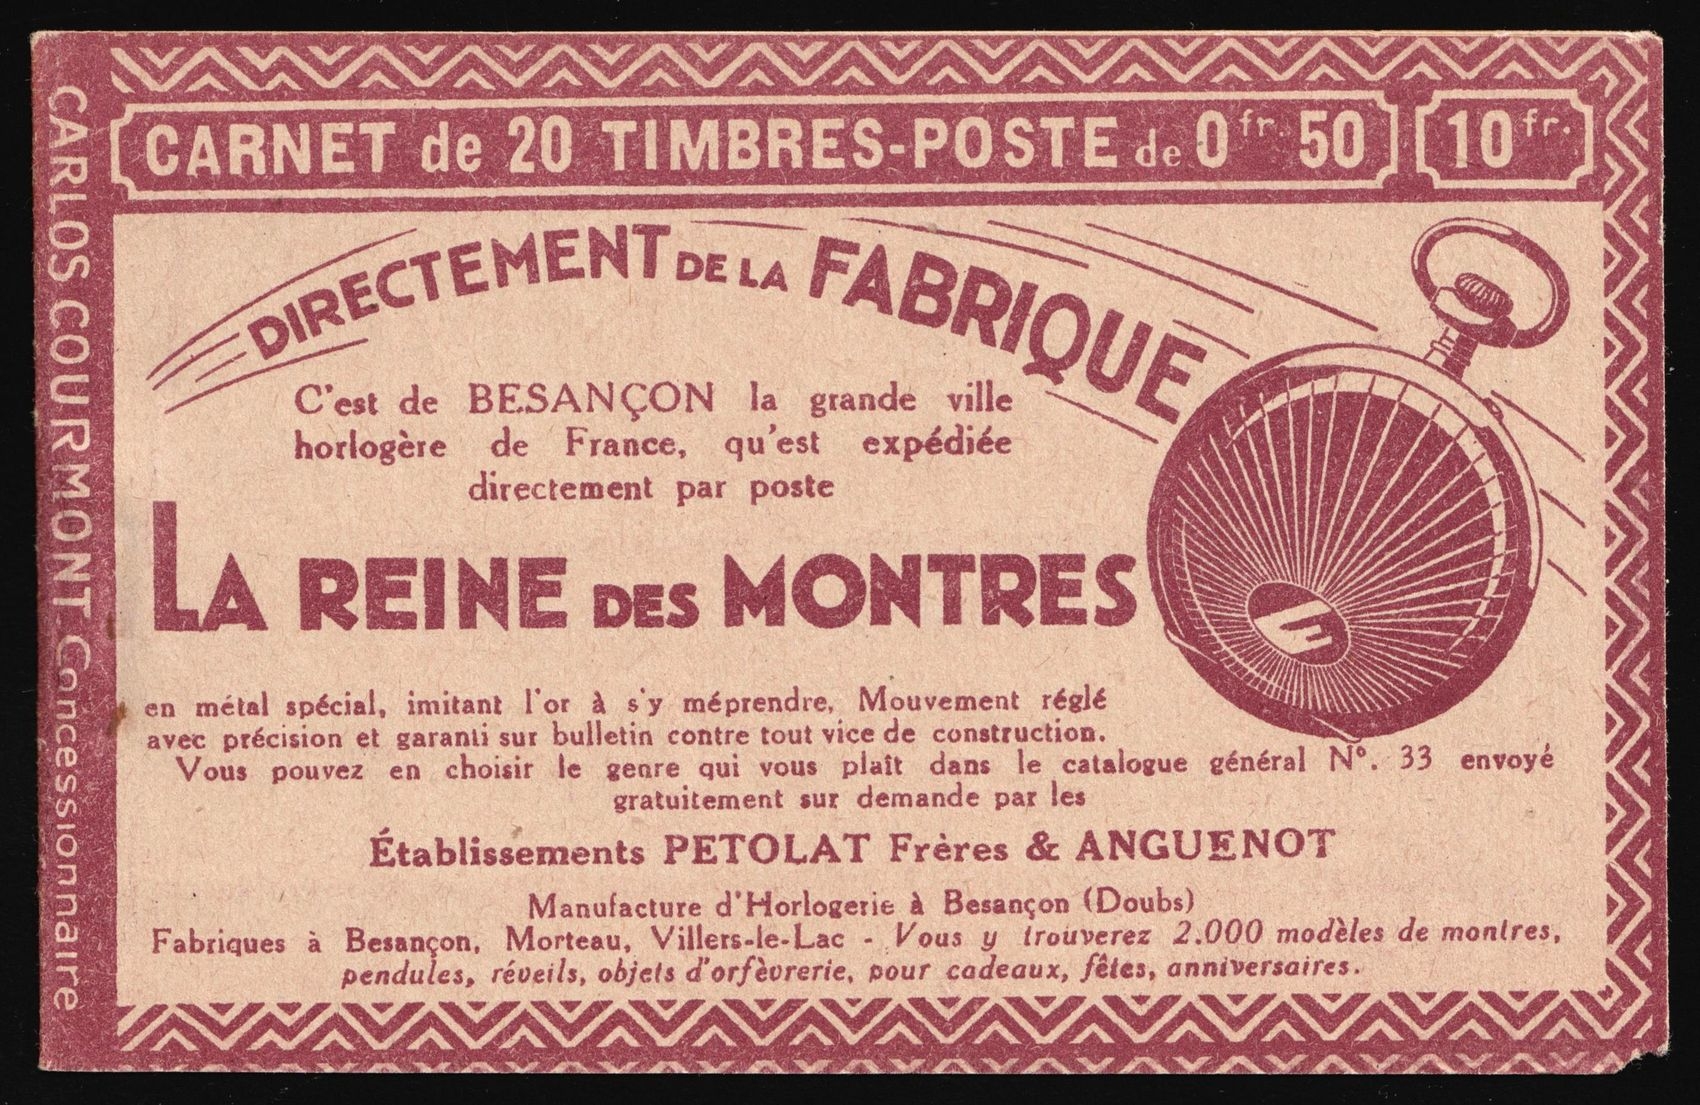 CARNET de 20 TIMBRES-POSTE de 0 fr. 50
10 fr.
CARLOS COURMONT Concessionnaire
DIRECTEMENT DE LA FABRIQUE
C'est de BESANÇON la grande ville
horlogère de France, qu'est expédiée
directement par poste
LA REINE DES MONTRES
en métal spécial, imitant l'or à s'y méprendre, Mouvement réglé
avec précision et garanti sur bulletin contre tout vice de construction.
Vous pouvez en choisir le genre qui vous plaît dans le catalogue général N°. 33 envoyé
gratuitement sur demande par les
Établissements PETOLAT Frères & ANGUENOT
Manufacture d'Horlogerie à Besançon (Doubs)
Fabriques à Besançon, Morteau, Villers-le-Lac - Vous y trouverez 2.000 modèles de montres,
pendules, réveils, objets d'orfèvrerie, pour cadeaux, fêtes, anniversaires.